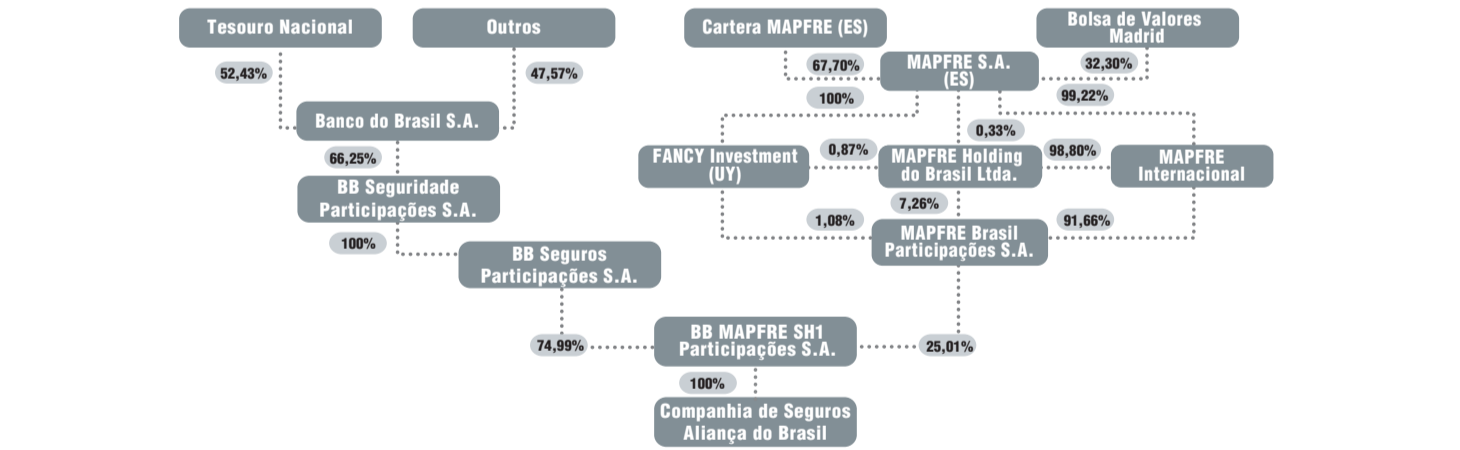 Tesouro Nacional
Outros
Cartera MAPFRE (ES)
Bolsa de Valores
Madrid
52,43%
47,57%
67,70%
MAPFRE S.A.
(ES)
32,30%
100%
99,22%
Banco do Brasil S.A.
0,33%
66,25%
FANCY Investment
(UY)
0,87%
MAPFRE Holding
do Brasil Ltda.
98,80%
MAPFRE
Internacional
BB Seguridade
Participações S.A.
7,26%
1,08%
91,66%
100%
MAPFRE Brasil
Participações S.A.
BB Seguros
Participações S.A.
74,99%
BB MAPFRE SH1
Participações S.A.
25,01%
100%
Companhia de Seguros
Aliança do Brasil